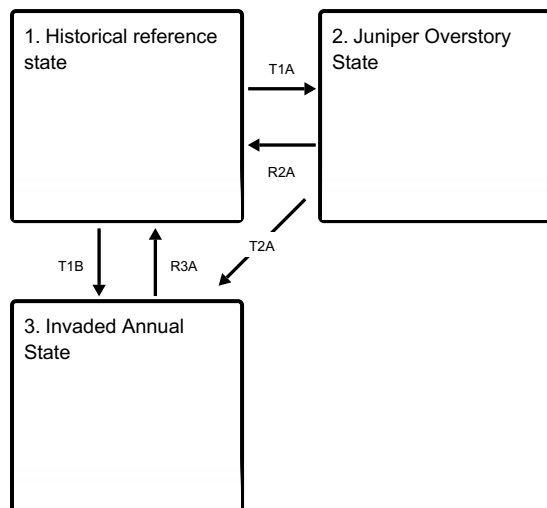 1. Historical reference
state
2. Juniper Overstory
State
T1A
R2A
T2A
T1B
R3A
3. Invaded Annual
State